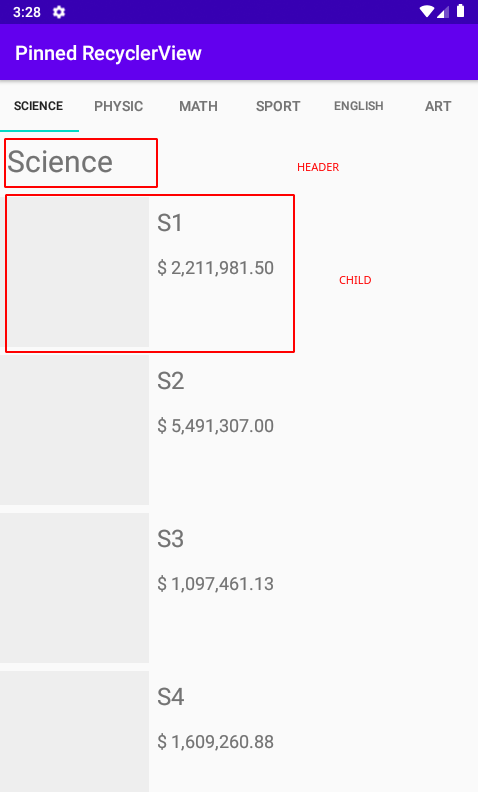 3:28
Pinned RecyclerView
SCIENCE PHYSIC MATH SPORT ENGLISH ART
Science
HEADER
S1
$ 2,211,981.50
CHILD
S2
$ 5,491,307.00
S3
$ 1,097,461.13
S4
$ 1,609,260.88